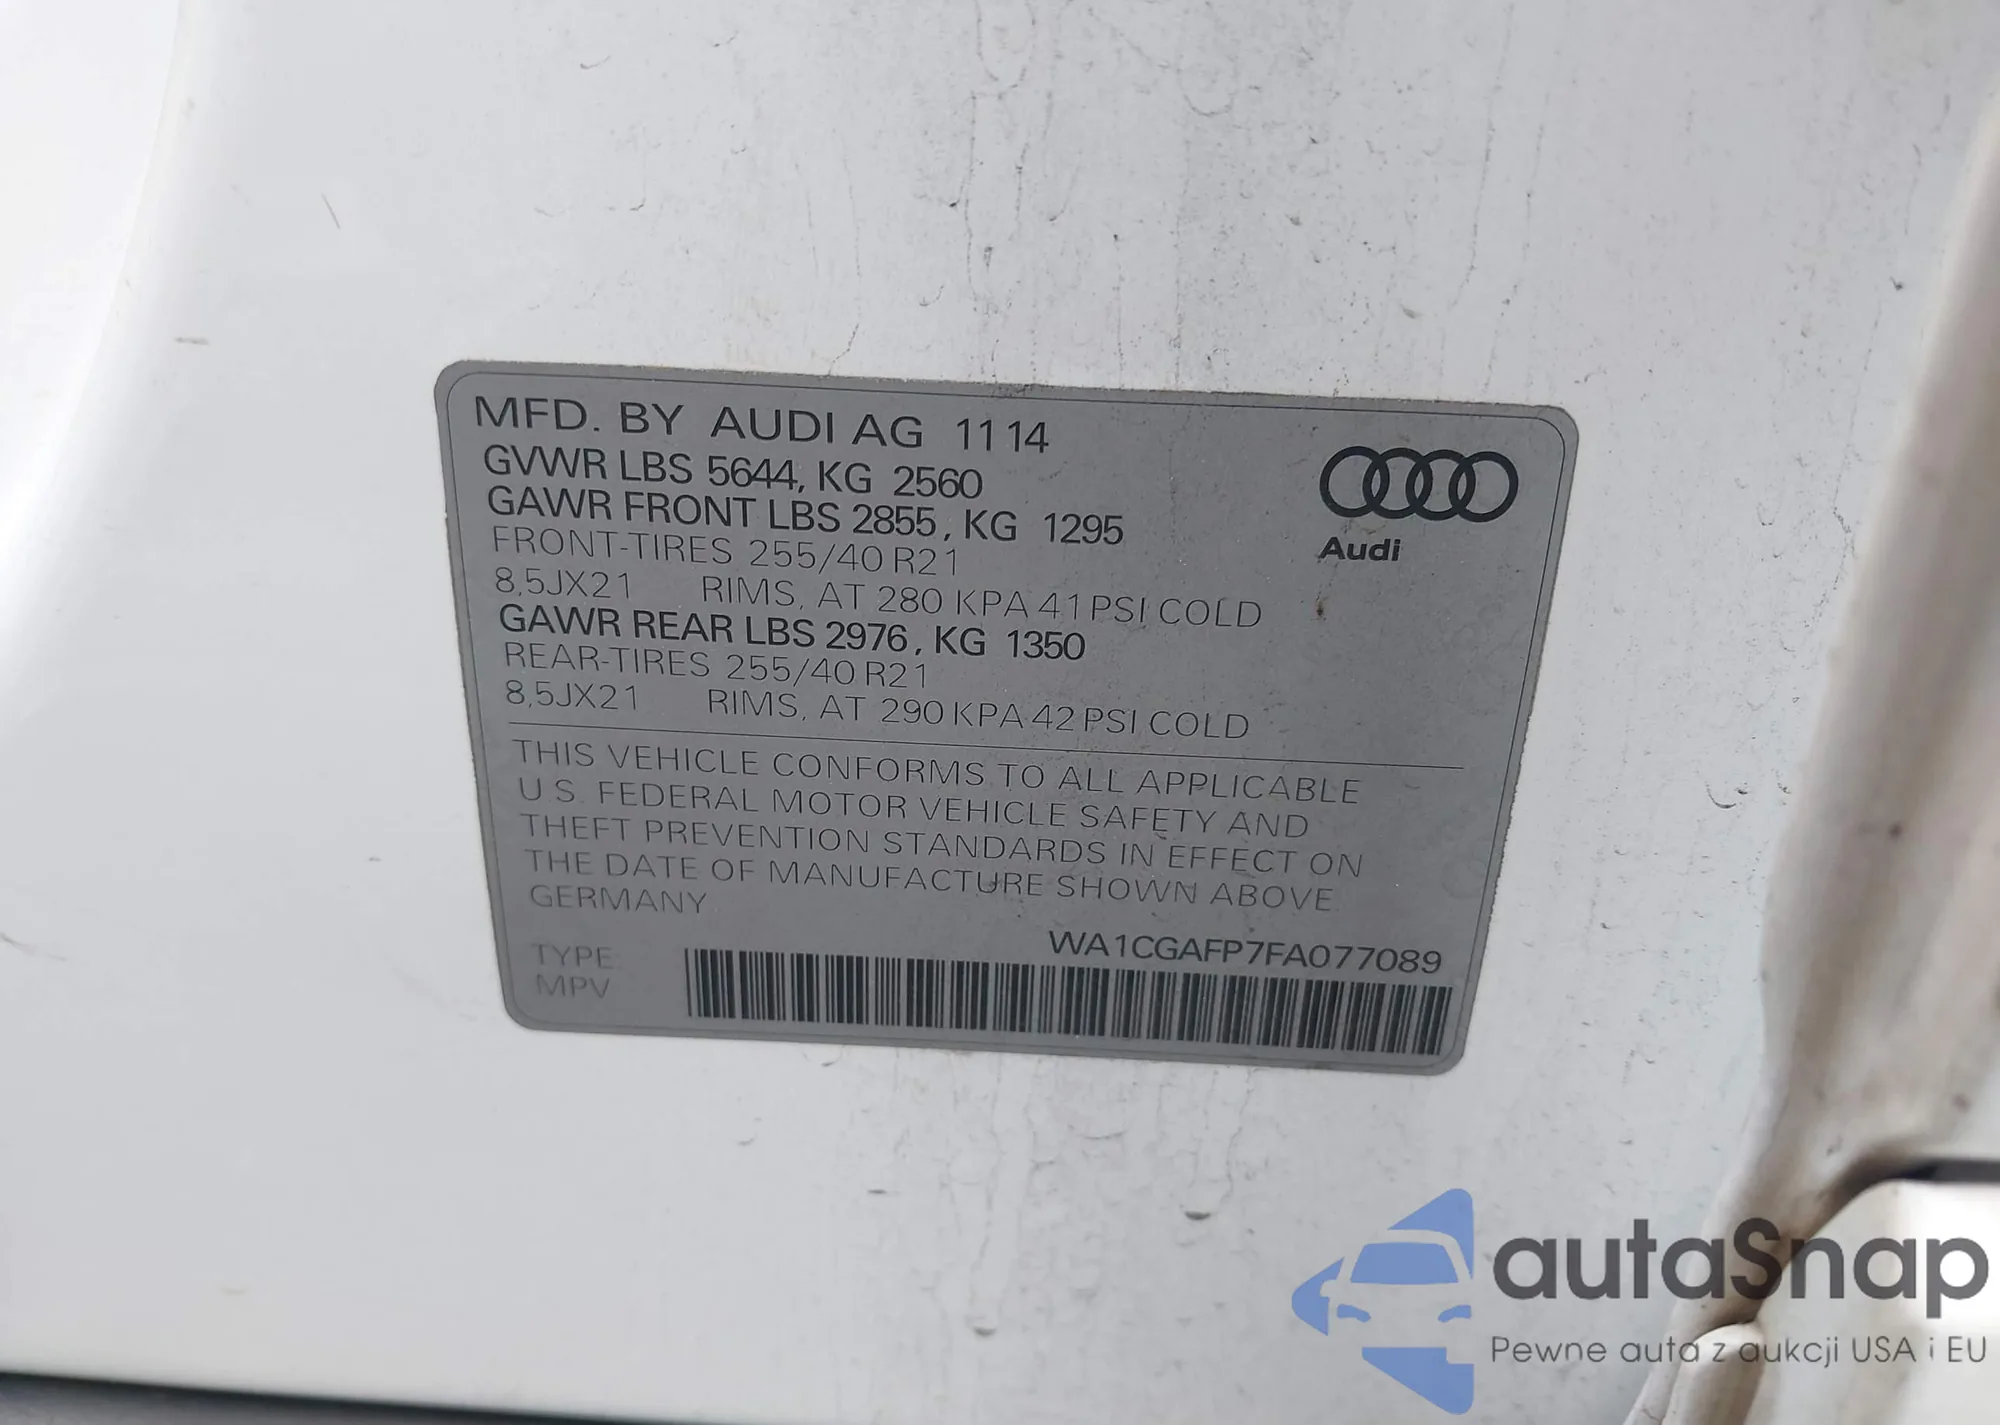 MFD. BY AUDI AG 11 14
GVWR LBS 5644, KG 2560
GAWR FRONT LBS 2855, KG 1295
FRONT-TIRES 255/40 R21
8,5JX21 RIMS, AT 280 KPA 41 PSI COLD
GAWR REAR LBS 2976, KG 1350
REAR-TIRES 255/40 R21
8,5JX21 RIMS, AT 290 KPA 42 PSI COLD
Audi
THIS VEHICLE CONFORMS TO ALL APPLICABLE
U.S. FEDERAL MOTOR VEHICLE SAFETY AND
THEFT PREVENTION STANDARDS IN EFFECT ON
THE DATE OF MANUFACTURE SHOWN ABOVE
GERMANY
WA1CGAFP7FA077089
TYPE
MPV
autaSnap
Pewne auta z aukcji USA i EU